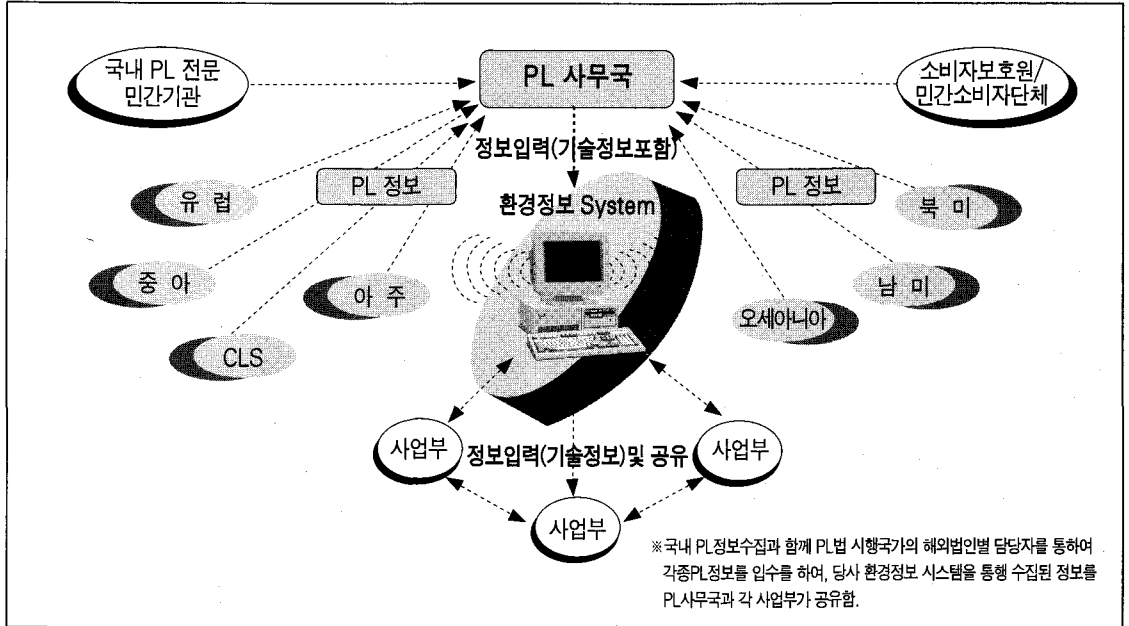 국내 PL 전문
민간기관
PL 사무국
소비자보호원/
민간소비자단체
정보입력(기술정보포함)
PL 정보
PL 정보
유 럽
환경정보 System
북 미
중 아
아 주
남 미
오세아니아
CLS
사업부
정보입력(기술정보)및 공유
사업부
사업부
※국내 PL정보수집과 함께 PL법 시행국가의 해외법인별 담당자를 통하여
각종PL정보를 입수를 하여, 당사 환경정보 시스템을 통행 수집된 정보를
PL사무국과 각 사업부가 공유함.